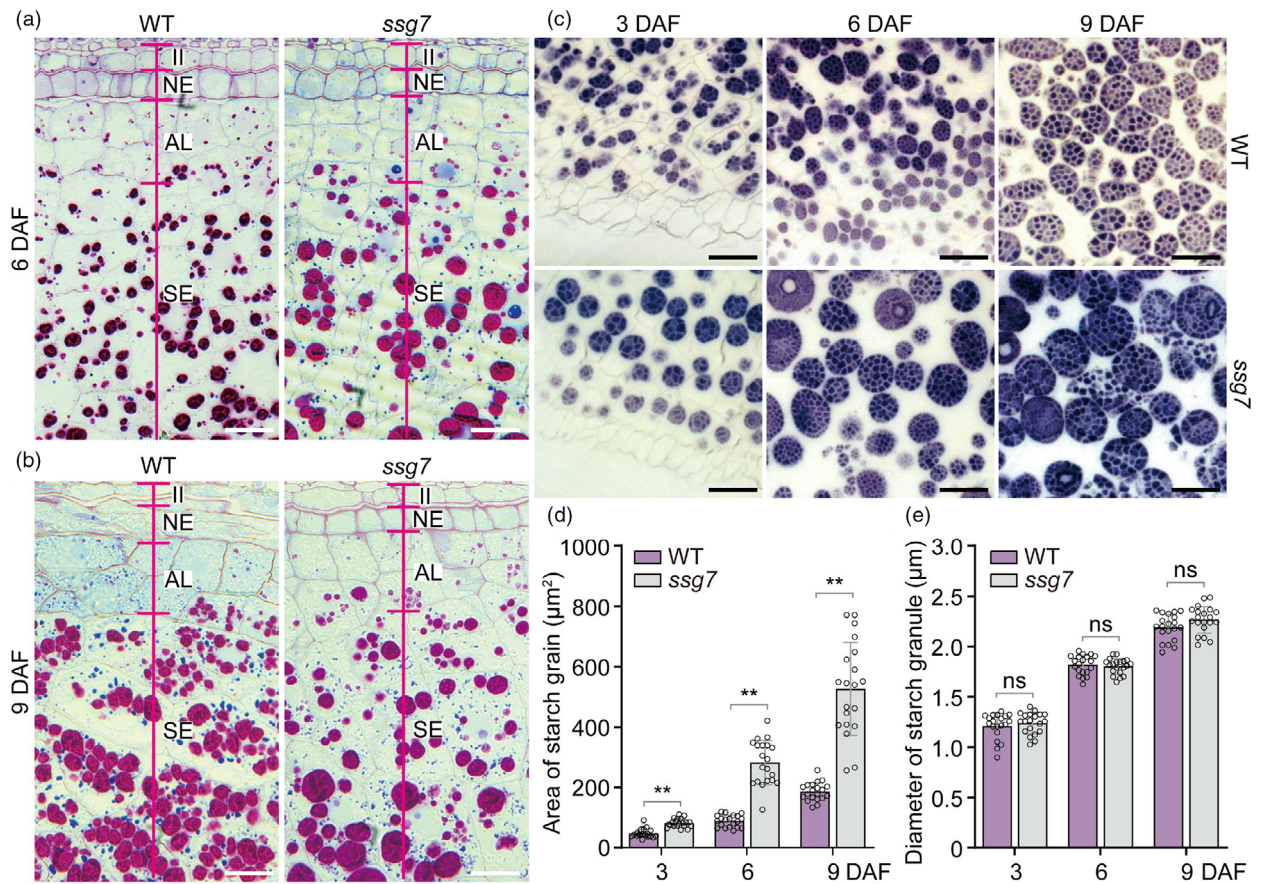 (a)
WT
ssg7
6 DAF
II
NE
AL
SE
II
NE
AL
SE
(b)
WT
ssg7
9 DAF
II
NE
AL
SE
II
NE
AL
SE
(c)
3 DAF
6 DAF
9 DAF
WT
ssg7
(d)
Area of starch grain (µm²)
1000
800
600
400
200
0
WT
ssg7
**
**
**
3
6
9 DAF
(e)
Diameter of starch granule (µm)
3.0
2.5
2.0
1.5
1.0
0.5
0
WT
ssg7
ns
ns
ns
3
6
9 DAF